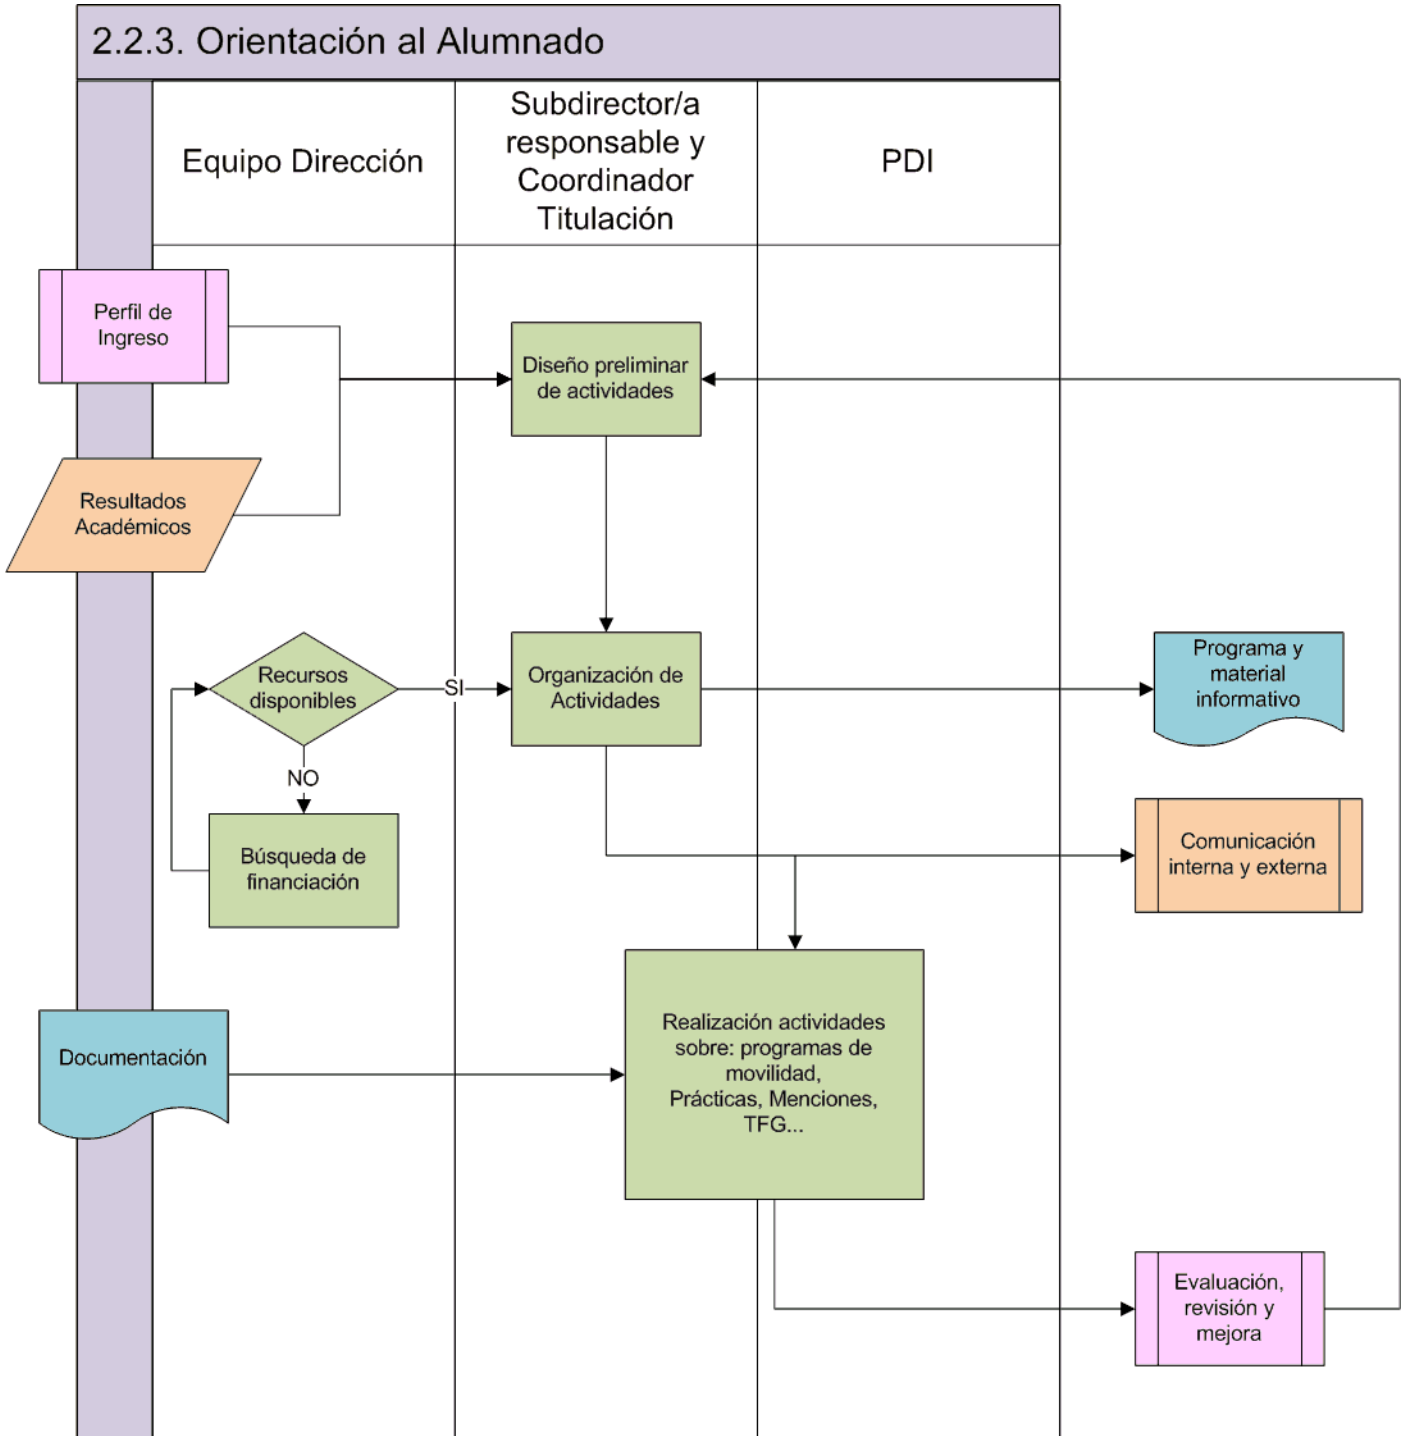 2.2.3. Orientación al Alumnado
Equipo Dirección
Subdirector/a
responsable y
Coordinador
Titulación
PDI
Perfil de
Ingreso
Diseño preliminar
de actividades
Resultados
Académicos
Recursos
disponibles
SI
Organización de
Actividades
Programa y
material
informativo
NO
Búsqueda de
financiación
Comunicación
interna y externa
Documentación
Realización actividades
sobre: programas de
movilidad,
Prácticas, Menciones,
TFG...
Evaluación,
revisión y
mejora